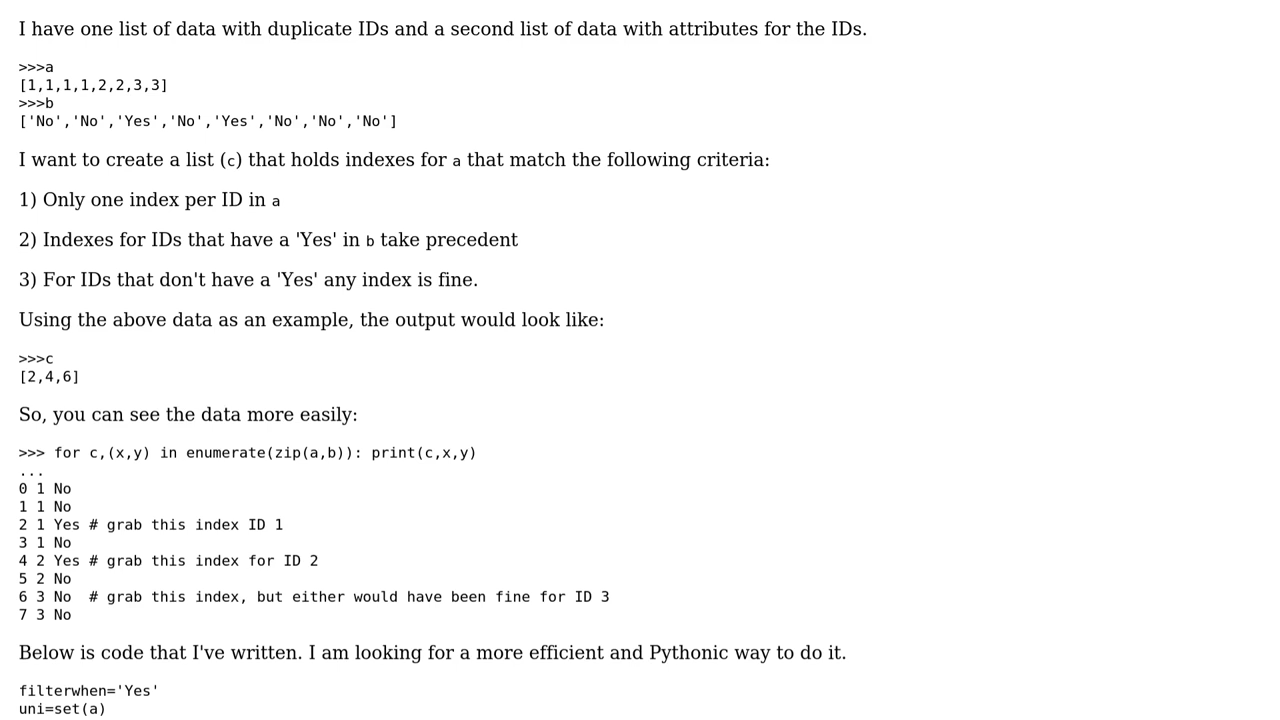 I have one list of data with duplicate IDs and a second list of data with attributes for the IDs.
>>>a
[1,1,1,1,2,2,3,3]
>>>b
['No','No','Yes','No','Yes','No','No','No']
I want to create a list (c) that holds indexes for a that match the following criteria:
1) Only one index per ID in a
2) Indexes for IDs that have a 'Yes' in b take precedent
3) For IDs that don't have a 'Yes' any index is fine.
Using the above data as an example, the output would look like:
>>>c
[2,4,6]
So, you can see the data more easily:
>>> for c,(x,y) in enumerate(zip(a,b)): print(c,x,y)
...
0 1 No
1 1 No
2 1 Yes # grab this index ID 1
3 1 No
4 2 Yes # grab this index for ID 2
5 2 No
6 3 No  # grab this index, but either would have been fine for ID 3
7 3 No
Below is code that I've written. I am looking for a more efficient and Pythonic way to do it.
filterwhen='Yes'
uni=set(a)